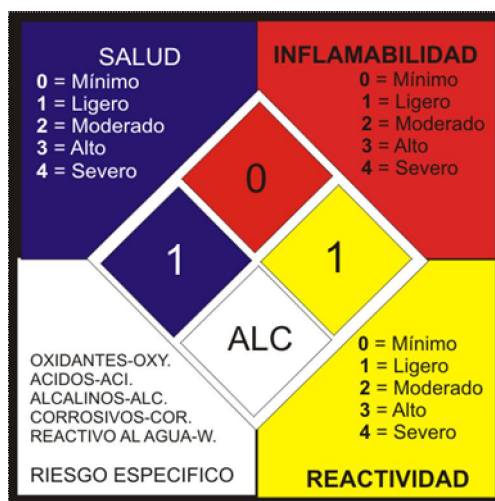 SALUD
0 = Mínimo
1 = Ligero
2 = Moderado
3 = Alto
4 = Severo
INFLAMABILIDAD
0 = Mínimo
1 = Ligero
2 = Moderado
3 = Alto
4 = Severo
0
1
1
ALC
OXIDANTES-OXY.
ACIDOS-ACI.
ALCALINOS-ALC.
CORROSIVOS-COR.
REACTIVO AL AGUA-W.
RIESGO ESPECIFICO
0 = Mínimo
1 = Ligero
2 = Moderado
3 = Alto
4 = Severo
REACTIVIDAD